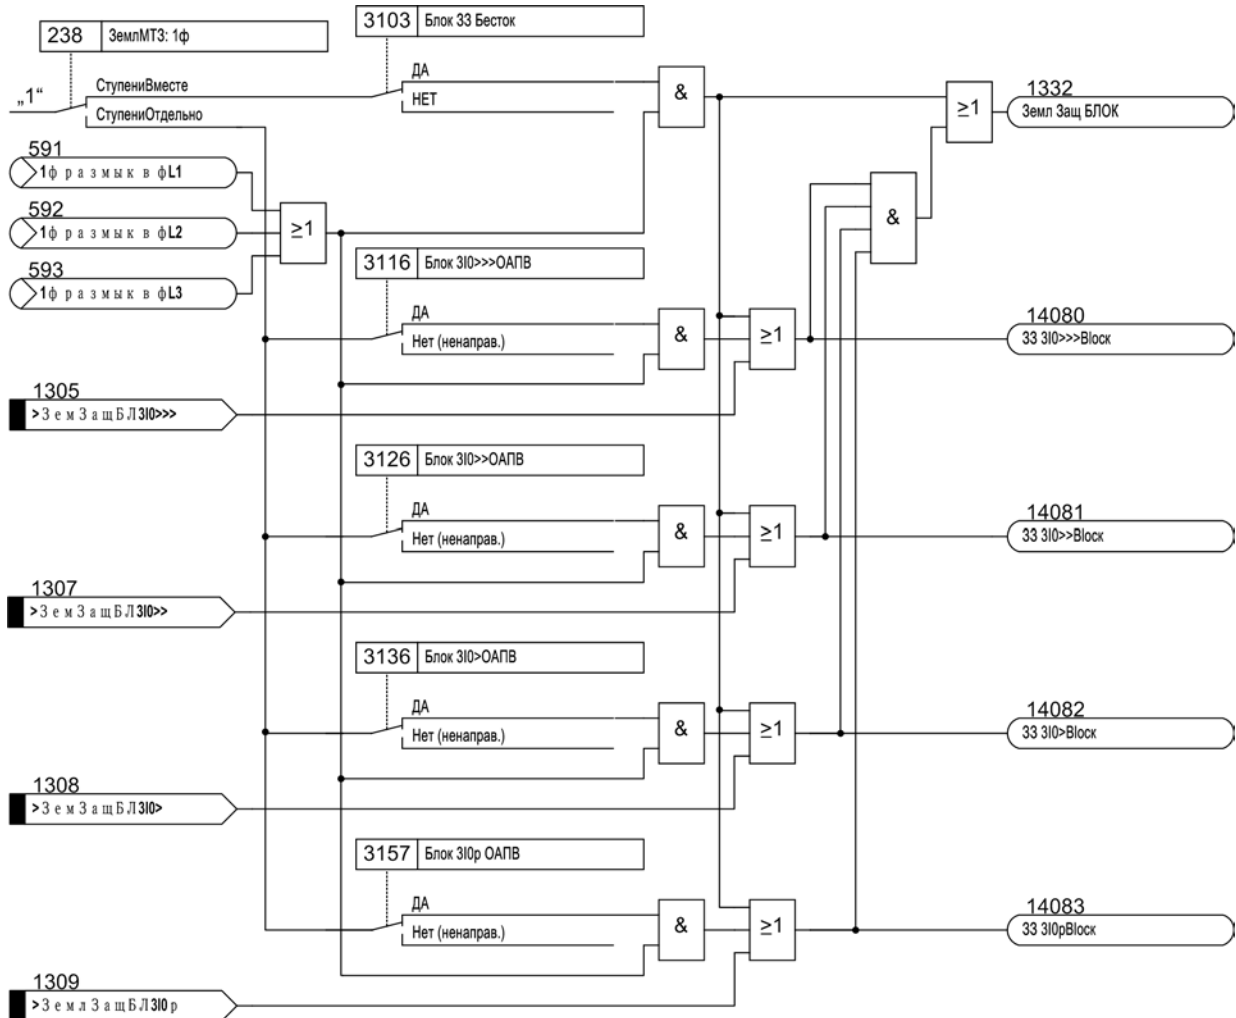 238 ЗемлМТЗ: 1ф
3103 Блок ЗЗ Бесток
„1“
СтупениВместе
СтупениОтдельно
ДА
НЕТ
&
≥1
1332
Земл Защ БЛОК
591
1ф размык в фL1
592
1ф размык в фL2
593
1ф размык в фL3
≥1
&
3116 Блок 3I0>>>ОАПВ
ДА
Нет (ненаправ.)
&
≥1
14080
ЗЗ 3I0>>>Block
1305
>ЗемЗащБЛ3I0>>>
3126 Блок 3I0>>ОАПВ
ДА
Нет (ненаправ.)
&
≥1
14081
ЗЗ 3I0>>Block
1307
>ЗемЗащБЛ3I0>>
3136 Блок 3I0>ОАПВ
ДА
Нет (ненаправ.)
&
≥1
14082
ЗЗ 3I0>Block
1308
>ЗемЗащБЛ3I0>
3157 Блок 3I0p ОАПВ
ДА
Нет (ненаправ.)
&
≥1
14083
ЗЗ 3I0pBlock
1309
>ЗемлЗащБЛ3I0р